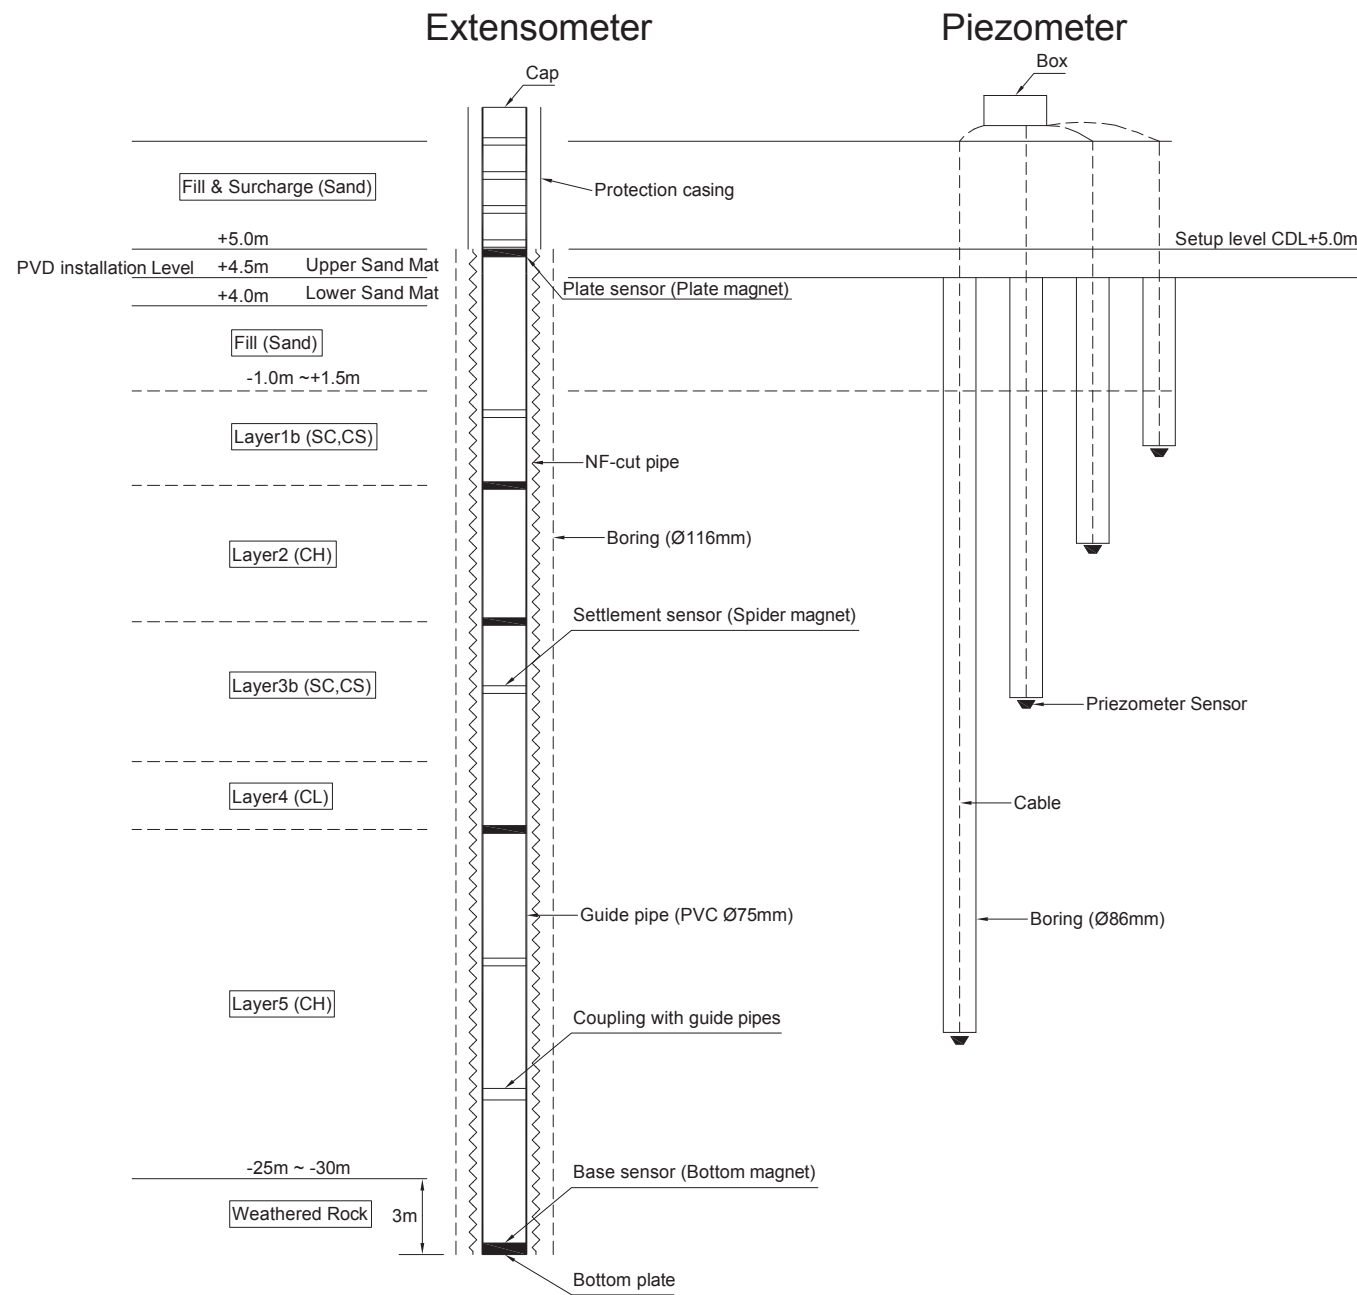 Extensometer
Piezometer
Cap
Box
Fill & Surcharge (Sand)
Protection casing
+5.0m
Setup level CDL+5.0m
PVD installation Level
+4.5m
Upper Sand Mat
+4.0m
Lower Sand Mat
Plate sensor (Plate magnet)
Fill (Sand)
-1.0m ~+1.5m
Layer1b (SC,CS)
NF-cut pipe
Layer2 (CH)
Boring (Ø116mm)
Settlement sensor (Spider magnet)
Layer3b (SC,CS)
Priezometer Sensor
Layer4 (CL)
Cable
Guide pipe (PVC Ø75mm)
Boring (Ø86mm)
Layer5 (CH)
Coupling with guide pipes
-25m ~ -30m
Base sensor (Bottom magnet)
Weathered Rock
3m
Bottom plate